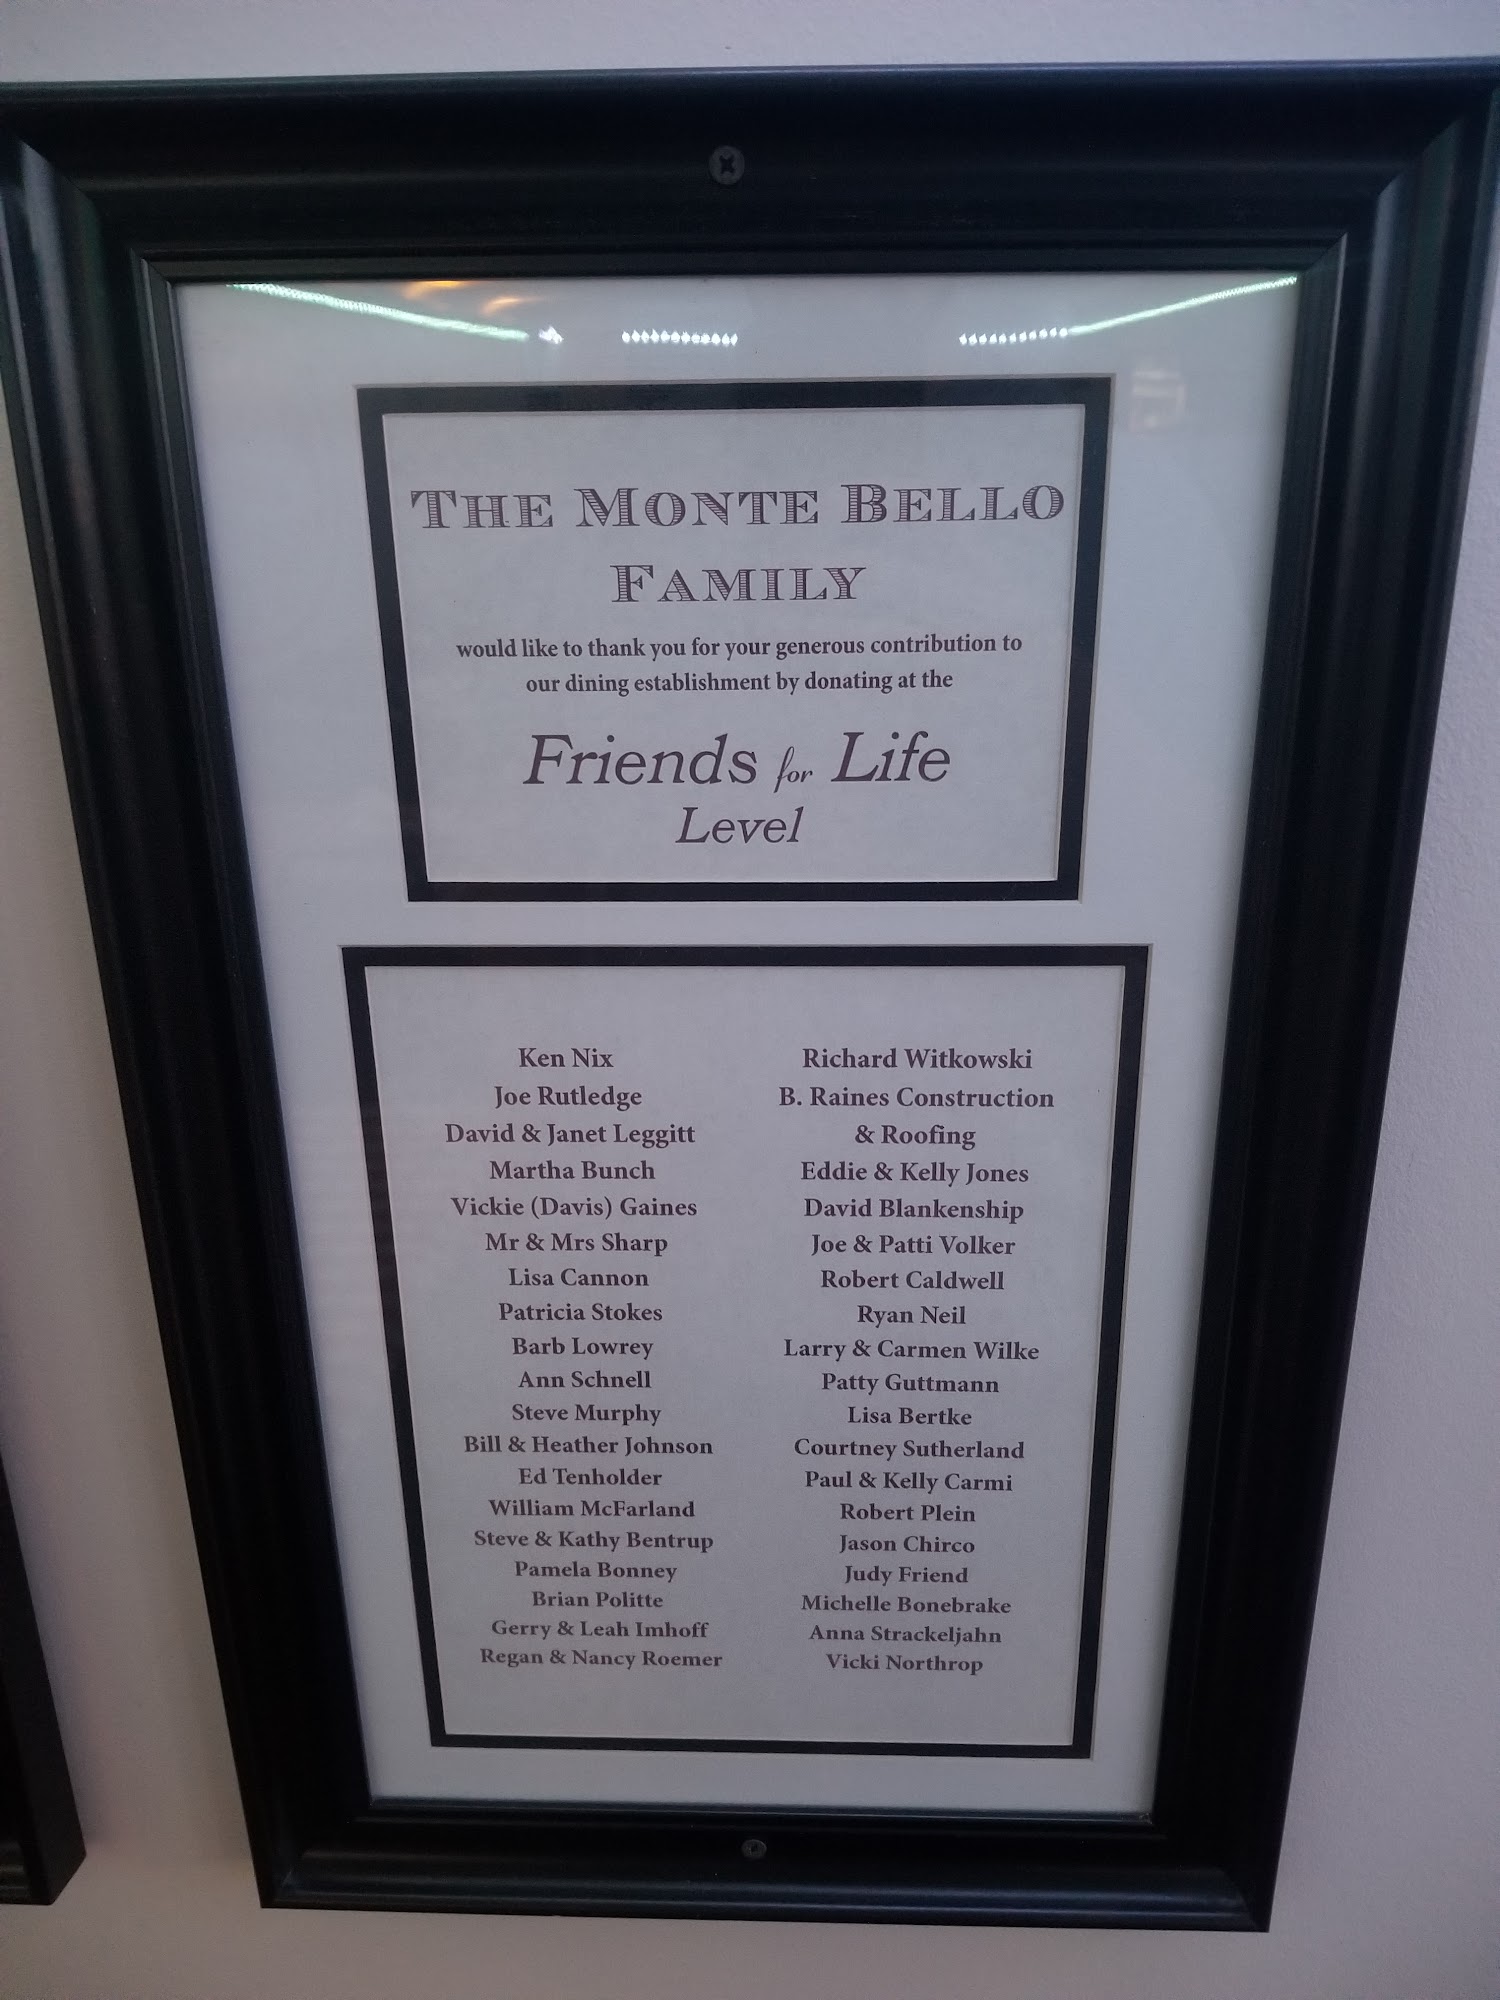 THE MONTE BELLO
FAMILY
would like to thank you for your generous contribution to
our dining establishment by donating at the
Friends for Life
Level
Ken Nix
Joe Rutledge
David & Janet Leggitt
Martha Bunch
Vickie (Davis) Gaines
Mr & Mrs Sharp
Lisa Cannon
Patricia Stokes
Barb Lowrey
Ann Schnell
Steve Murphy
Bill & Heather Johnson
Ed Tenholder
William McFarland
Steve & Kathy Bentrup
Pamela Bonney
Brian Politte
Gerry & Leah Imhoff
Regan & Nancy Roemer
Richard Witkowski
B. Raines Construction
& Roofing
Eddie & Kelly Jones
David Blankenship
Joe & Patti Volker
Robert Caldwell
Ryan Neil
Larry & Carmen Wilke
Patty Guttmann
Lisa Bertke
Courtney Sutherland
Paul & Kelly Carmi
Robert Plein
Jason Chirco
Judy Friend
Michelle Bonebrake
Anna Strackeljahn
Vicki Northrop